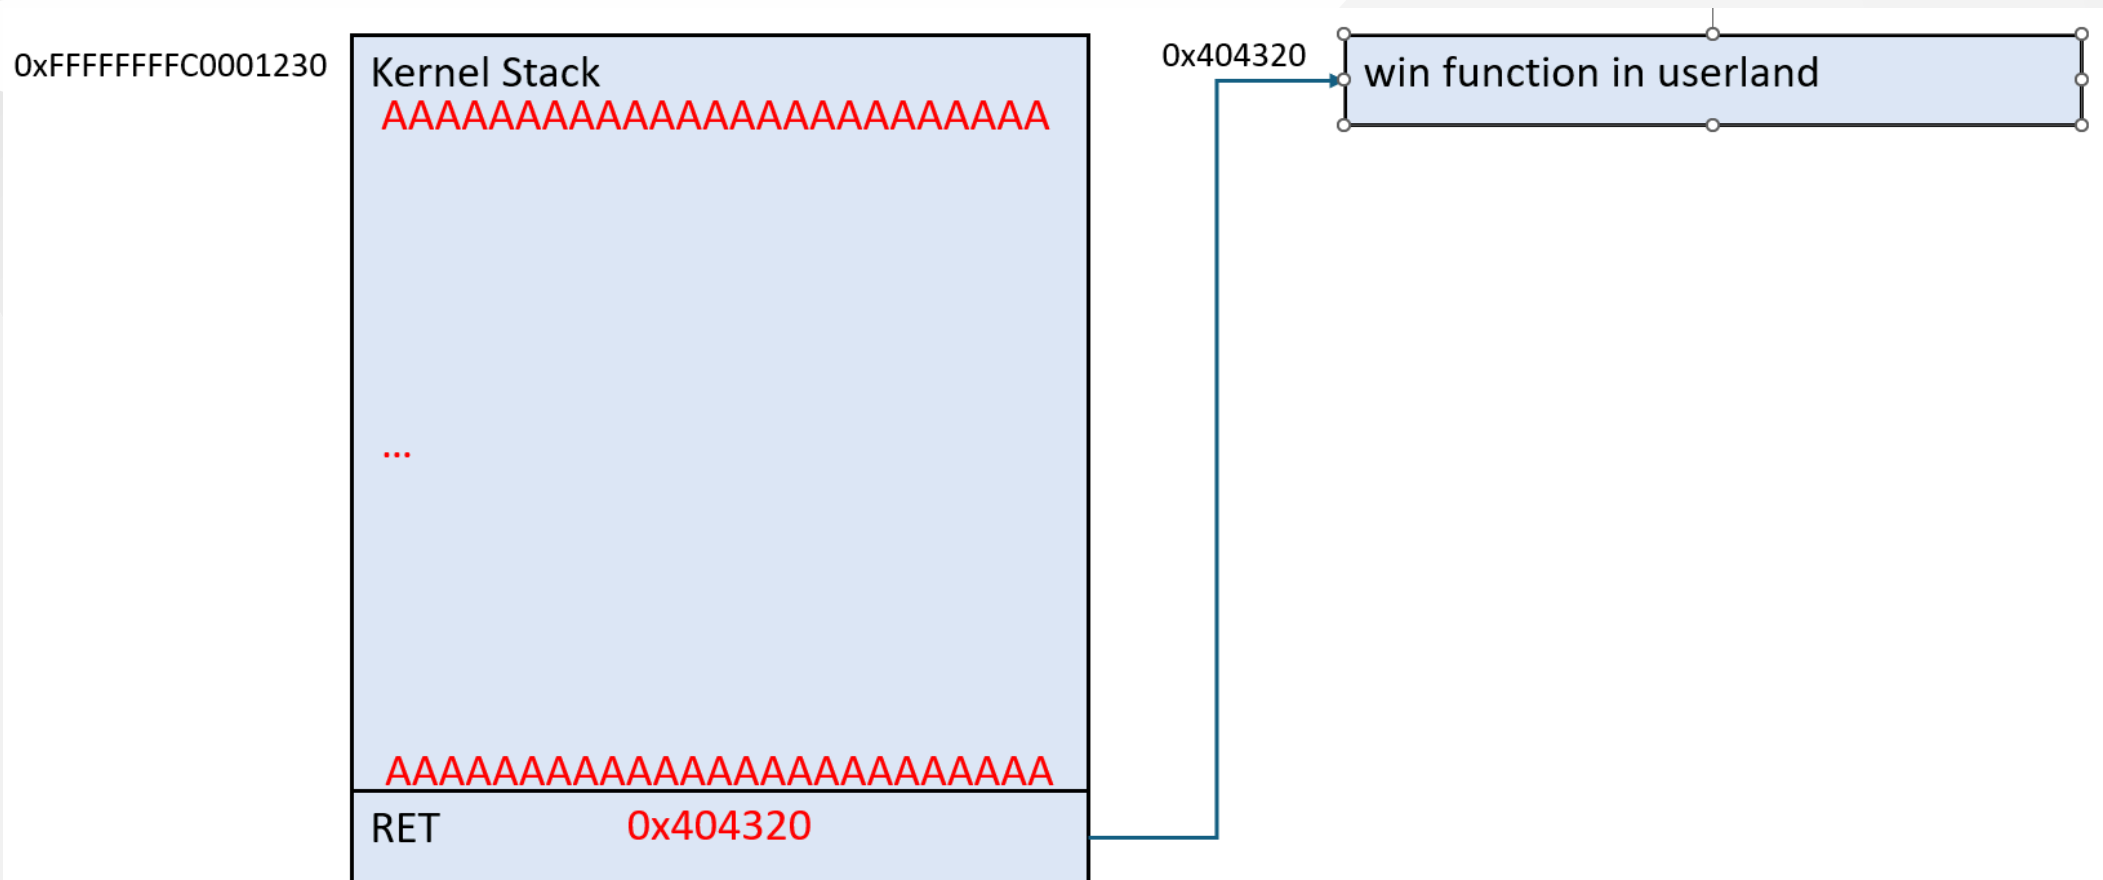 0xFFFFFFFFC0001230
Kernel Stack
AAAAAAAAAAAAAAAAAAAAAAAAA
...
AAAAAAAAAAAAAAAAAAAAAAAAA
RET 0x404320
0x404320
win function in userland